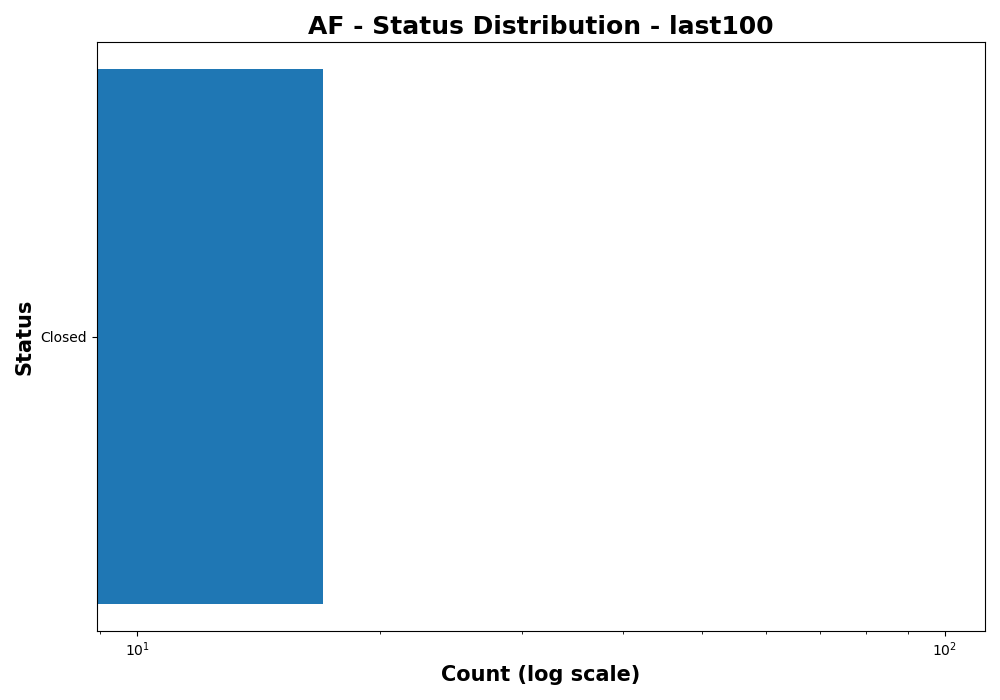 AF - Status Distribution - last100
Status
Closed
10¹
10²
Count (log scale)